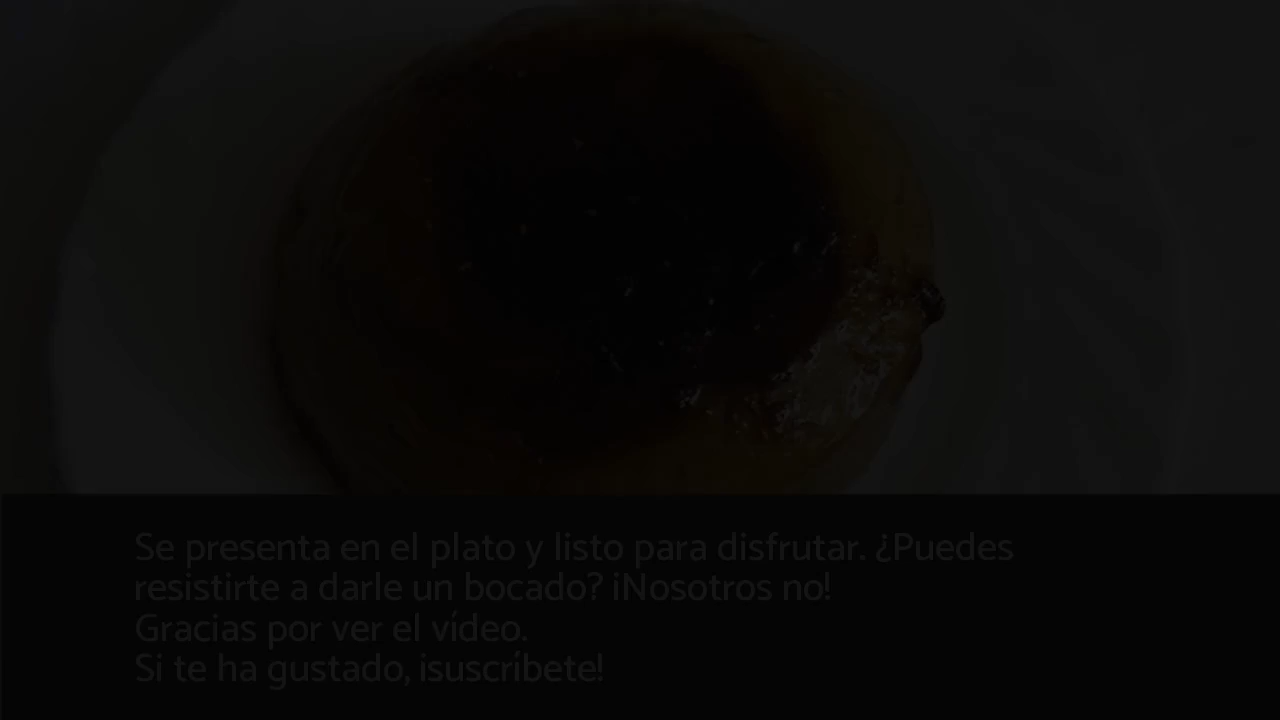 Se presenta en el plato y listo para disfrutar. ¿Puedes
resistirte a darle un bocado? ¡Nosotros no!
Gracias por ver el vídeo.
Si te ha gustado, ¡suscríbete!